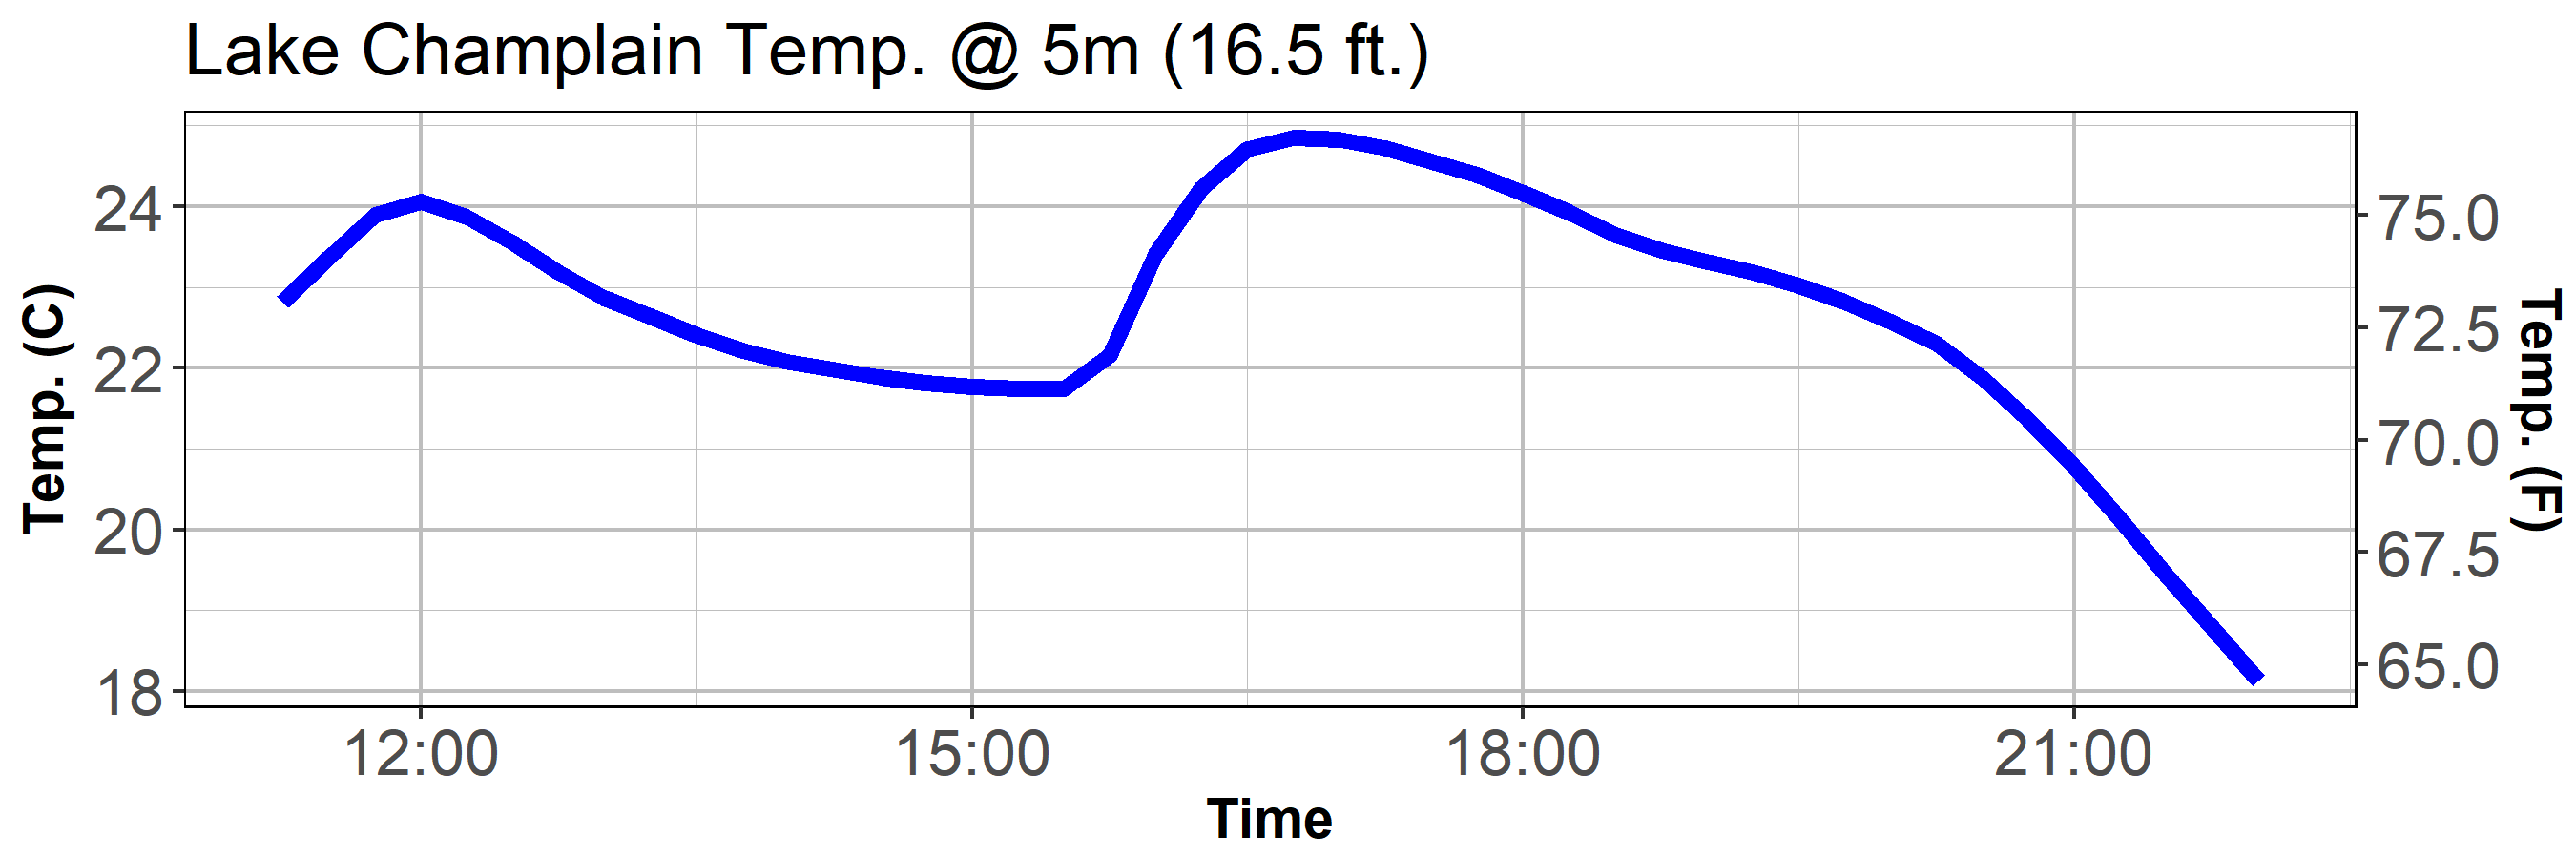 Lake Champlain Temp. @ 5m (16.5 ft.)
Temp. (C)
24
22
20
18
75.0
72.5
70.0
67.5
65.0
Temp. (F)
12:00 15:00 18:00 21:00
Time